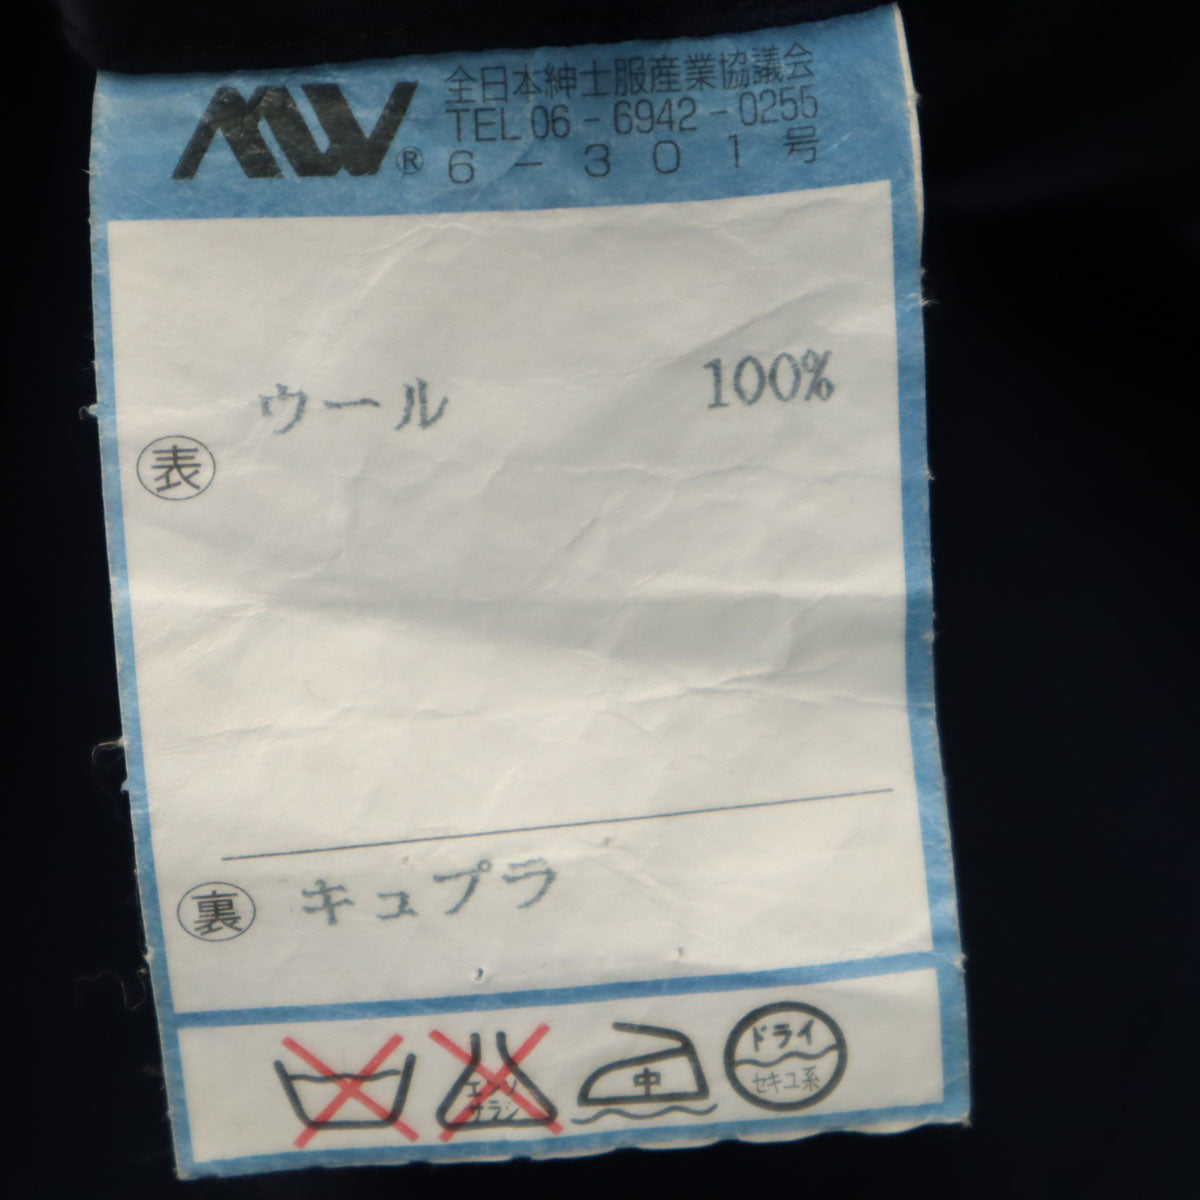 MW® 全日本紳士服産業協議会
TEL 06-6942-0255
6-301号
ウール 100%
表
裏 キュプラ
エンソ
サラシ
中
ドライ
セキユ系